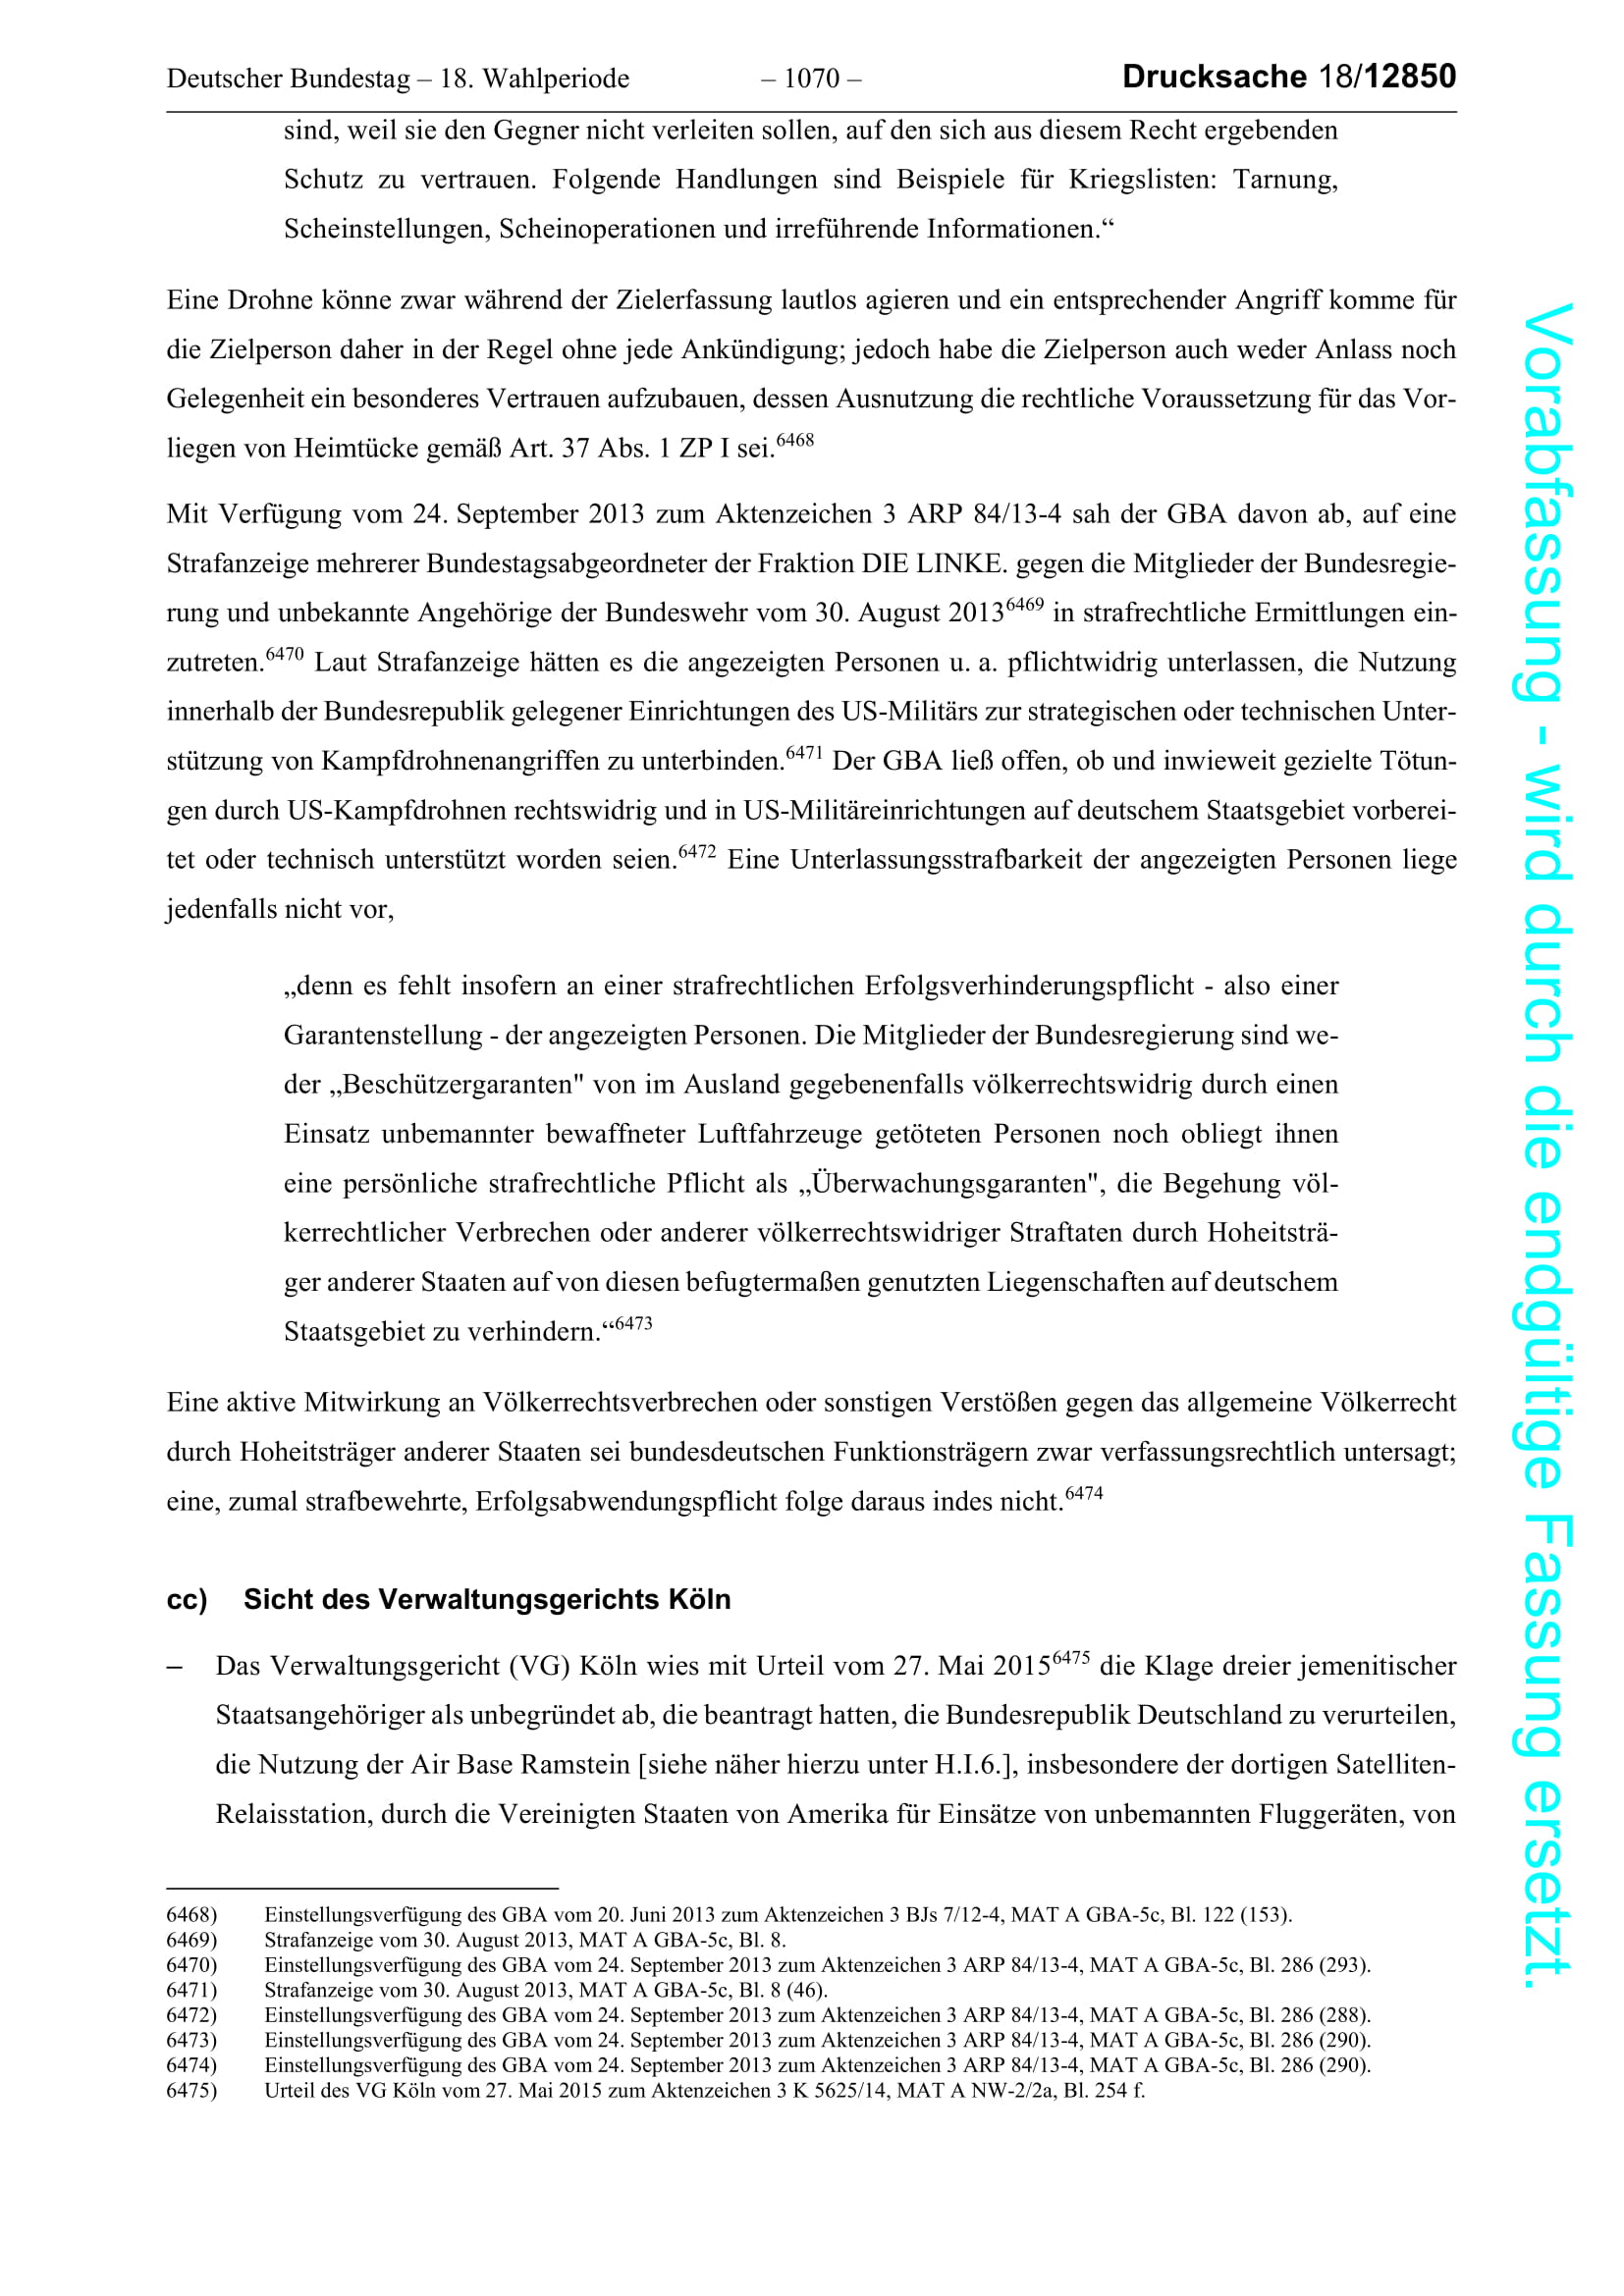 Deutscher Bundestag – 18. Wahlperiode – 1070 – Drucksache 18/12850
sind, weil sie den Gegner nicht verleiten sollen, auf den sich aus diesem Recht ergebenden
Schutz zu vertrauen. Folgende Handlungen sind Beispiele für Kriegslisten: Tarnung,
Scheinstellungen, Scheinoperationen und irreführende Informationen.“
Eine Drohne könne zwar während der Zielerfassung lautlos agieren und ein entsprechender Angriff komme für
die Zielperson daher in der Regel ohne jede Ankündigung; jedoch habe die Zielperson auch weder Anlass noch
Gelegenheit ein besonderes Vertrauen aufzubauen, dessen Ausnutzung die rechtliche Voraussetzung für das Vor-
liegen von Heimtücke gemäß Art. 37 Abs. 1 ZP I sei.6468
Mit Verfügung vom 24. September 2013 zum Aktenzeichen 3 ARP 84/13-4 sah der GBA davon ab, auf eine
Strafanzeige mehrerer Bundestagsabgeordneter der Fraktion DIE LINKE. gegen die Mitglieder der Bundesregie-
rung und unbekannte Angehörige der Bundeswehr vom 30. August 20136469 in strafrechtliche Ermittlungen ein-
zutreten.6470 Laut Strafanzeige hätten es die angezeigten Personen u. a. pflichtwidrig unterlassen, die Nutzung
innerhalb der Bundesrepublik gelegener Einrichtungen des US-Militärs zur strategischen oder technischen Unter-
stützung von Kampfdrohnenangriffen zu unterbinden.6471 Der GBA ließ offen, ob und inwieweit gezielte Tötun-
gen durch US-Kampfdrohnen rechtswidrig und in US-Militäreinrichtungen auf deutschem Staatsgebiet vorberei-
tet oder technisch unterstützt worden seien.6472 Eine Unterlassungsstrafbarkeit der angezeigten Personen liege
jedenfalls nicht vor,
„denn es fehlt insofern an einer strafrechtlichen Erfolgsverhinderungspflicht - also einer
Garantenstellung - der angezeigten Personen. Die Mitglieder der Bundesregierung sind we-
der „Beschützergaranten" von im Ausland gegebenenfalls völkerrechtswidrig durch einen
Einsatz unbemannter bewaffneter Luftfahrzeuge getöteten Personen noch obliegt ihnen
eine persönliche strafrechtliche Pflicht als „Überwachungsgaranten", die Begehung völ-
kerrechtlicher Verbrechen oder anderer völkerrechtswidriger Straftaten durch Hoheitsträ-
ger anderer Staaten auf von diesen befugtermaßen genutzten Liegenschaften auf deutschem
Staatsgebiet zu verhindern.“6473
Eine aktive Mitwirkung an Völkerrechtsverbrechen oder sonstigen Verstößen gegen das allgemeine Völkerrecht
durch Hoheitsträger anderer Staaten sei bundesdeutschen Funktionsträgern zwar verfassungsrechtlich untersagt;
eine, zumal strafbewehrte, Erfolgsabwendungspflicht folge daraus indes nicht.6474
cc) Sicht des Verwaltungsgerichts Köln
– Das Verwaltungsgericht (VG) Köln wies mit Urteil vom 27. Mai 20156475 die Klage dreier jemenitischer
Staatsangehöriger als unbegründet ab, die beantragt hatten, die Bundesrepublik Deutschland zu verurteilen,
die Nutzung der Air Base Ramstein [siehe näher hierzu unter H.I.6.], insbesondere der dortigen Satelliten-
Relaisstation, durch die Vereinigten Staaten von Amerika für Einsätze von unbemannten Fluggeräten, von
6468) Einstellungsverfügung des GBA vom 20. Juni 2013 zum Aktenzeichen 3 BJs 7/12-4, MAT A GBA-5c, Bl. 122 (153).
6469) Strafanzeige vom 30. August 2013, MAT A GBA-5c, Bl. 8.
6470) Einstellungsverfügung des GBA vom 24. September 2013 zum Aktenzeichen 3 ARP 84/13-4, MAT A GBA-5c, Bl. 286 (293).
6471) Strafanzeige vom 30. August 2013, MAT A GBA-5c, Bl. 8 (46).
6472) Einstellungsverfügung des GBA vom 24. September 2013 zum Aktenzeichen 3 ARP 84/13-4, MAT A GBA-5c, Bl. 286 (288).
6473) Einstellungsverfügung des GBA vom 24. September 2013 zum Aktenzeichen 3 ARP 84/13-4, MAT A GBA-5c, Bl. 286 (290).
6474) Einstellungsverfügung des GBA vom 24. September 2013 zum Aktenzeichen 3 ARP 84/13-4, MAT A GBA-5c, Bl. 286 (290).
6475) Urteil des VG Köln vom 27. Mai 2015 zum Aktenzeichen 3 K 5625/14, MAT A NW-2/2a, Bl. 254 f.
Vorabfassung - wird durch die endgültige Fassung ersetzt.